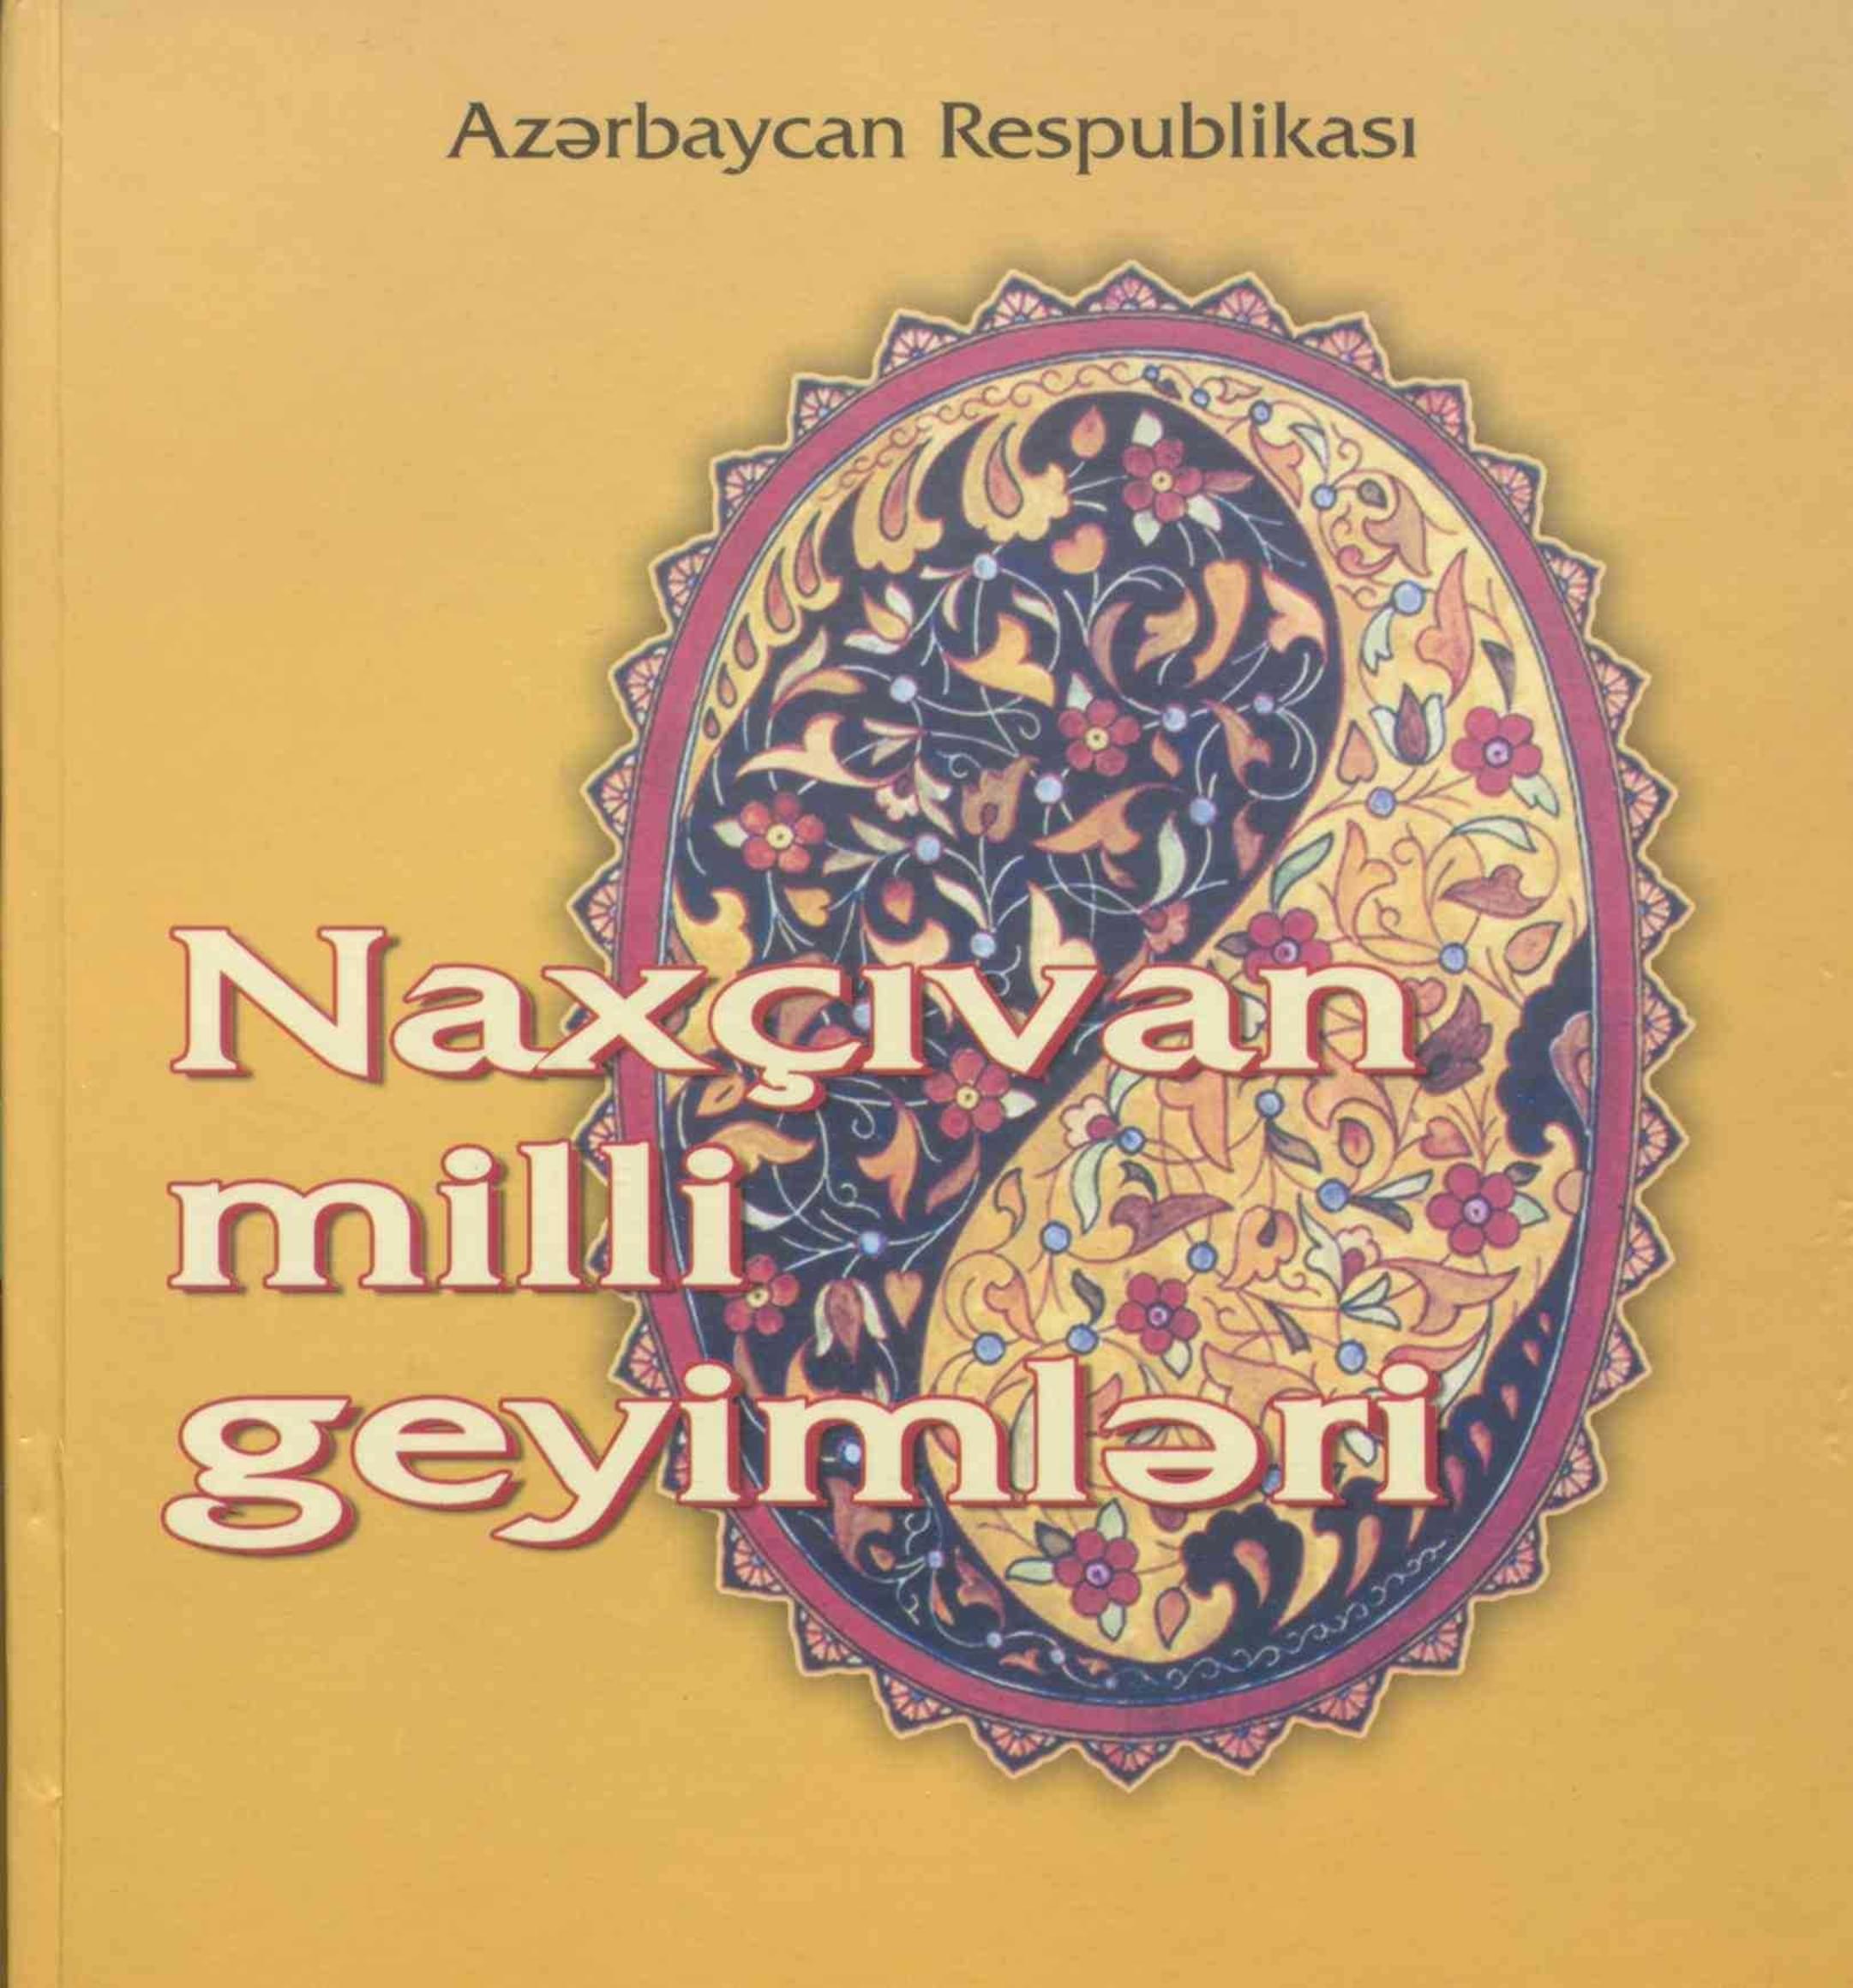 Azərbaycan Respublikası
Naxçıvan
milli
geyimləri